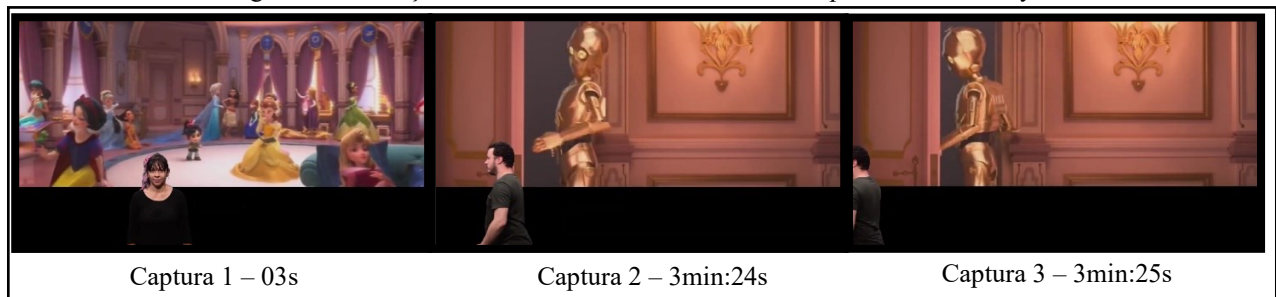 Captura 1 – 03s
Captura 2 – 3min:24s
Captura 3 – 3min:25s